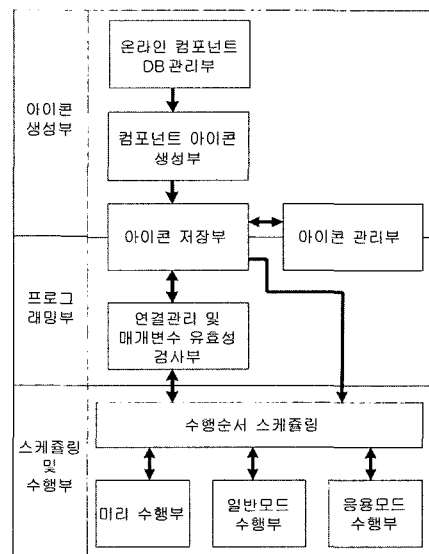 온라인 컴포넌트
DB관리부
아이콘
생성부
컴포넌트 아이콘
생성부
아이콘 저장부
아이콘 관리부
프로그
래밍부
연결관리 및
매개변수 유효성
검사부
수행순서 스케쥴링
스케쥴링
및
수행부
미리 수행부
일반모드
수행부
응용모드
수행부